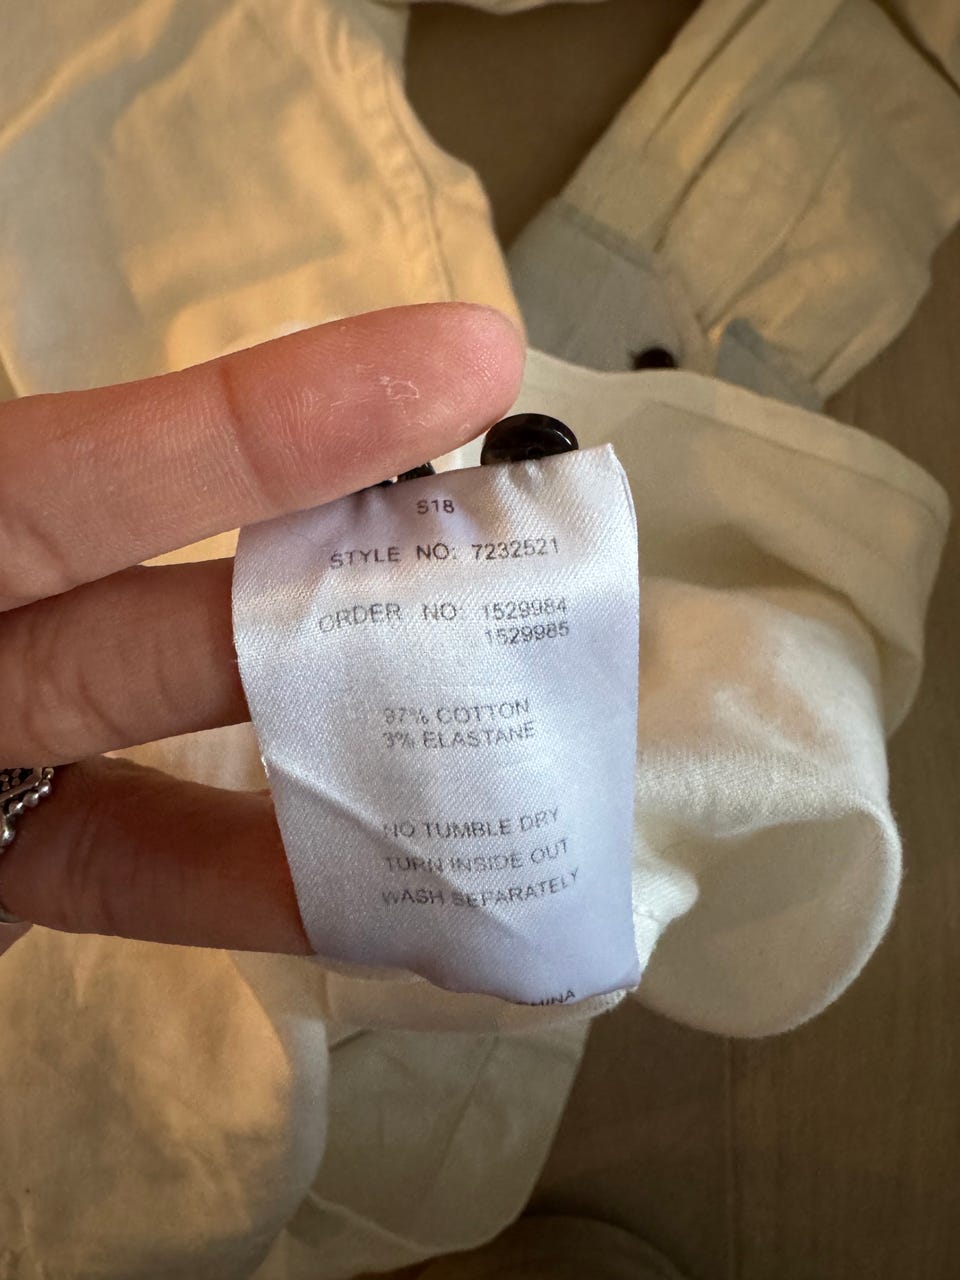 S18
STYLE NO: 7232521
ORDER NO: 1529984
1529985
97% COTTON
3% ELASTANE
NO TUMBLE DRY
TURN INSIDE OUT
WASH SEPARATELY
CHINA